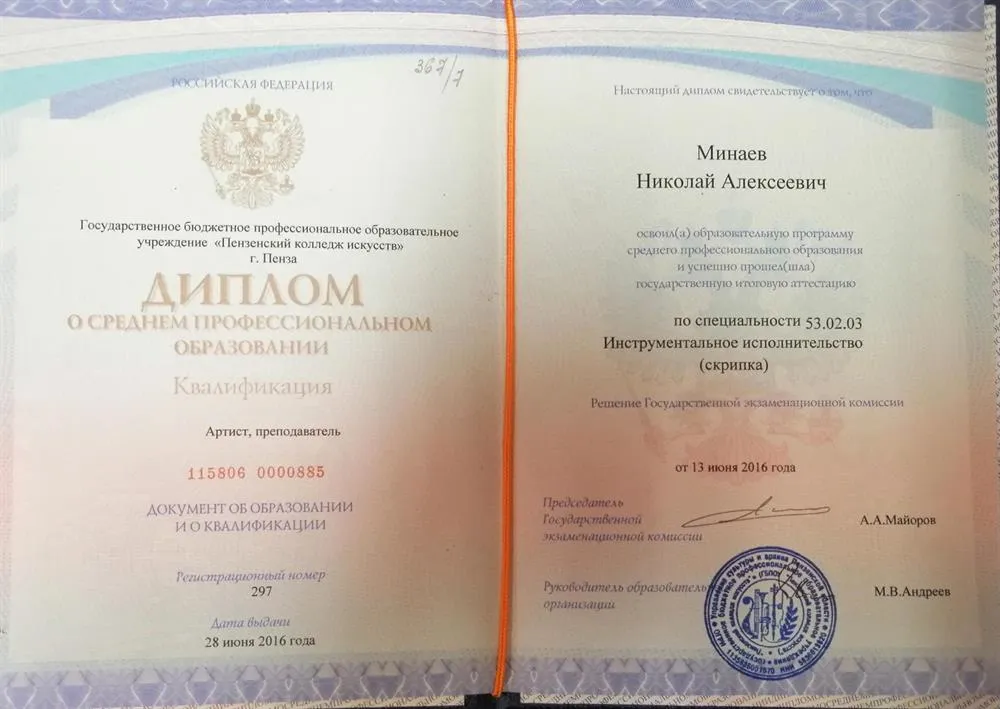 РОССИЙСКАЯ ФЕДЕРАЦИЯ
367/7
Государственное бюджетное профессиональное образовательное
учреждение «Пензенский колледж искусств»
г. Пенза
ДИПЛОМ
О СРЕДНЕМ ПРОФЕССИОНАЛЬНОМ
ОБРАЗОВАНИИ
Квалификация
Артист, преподаватель
115806 0000885
ДОКУМЕНТ ОБ ОБРАЗОВАНИИ
И О КВАЛИФИКАЦИИ
Регистрационный номер
297
Дата выдачи
28 июня 2016 года
Настоящий диплом свидетельствует о том, что
Минаев
Николай Алексеевич
освоил(а) образовательную программу
среднего профессионального образования
и успешно прошел(шла)
государственную итоговую аттестацию
по специальности 53.02.03
Инструментальное исполнительство
(скрипка)
Решение Государственной экзаменационной комиссии
от 13 июня 2016 года
Председатель
Государственной
экзаменационной комиссии
А.А.Майоров
Руководитель образовательной
организации
М.В.Андреев